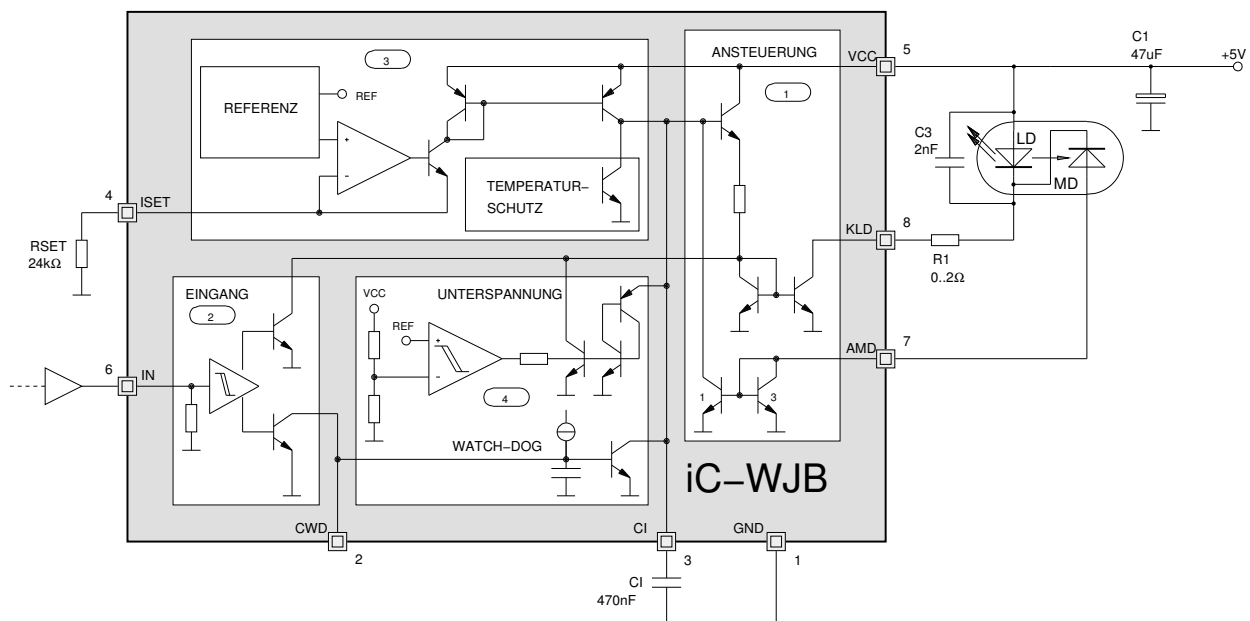 C1
47uF
+5V
5
VCC
ANSTEUERUNG
1
3
REFERENZ
REF
+
-
TEMPERATUR-
SCHUTZ
C3
2nF
LD
MD
4
ISET
RSET
24kΩ
KLD
8
R1
0..2Ω
EINGANG
2
VCC
UNTERSPANNUNG
REF
+
-
4
AMD
7
6
IN
1
3
WATCH-DOG
iC-WJB
CWD
2
CI
3
GND
1
CI
470nF